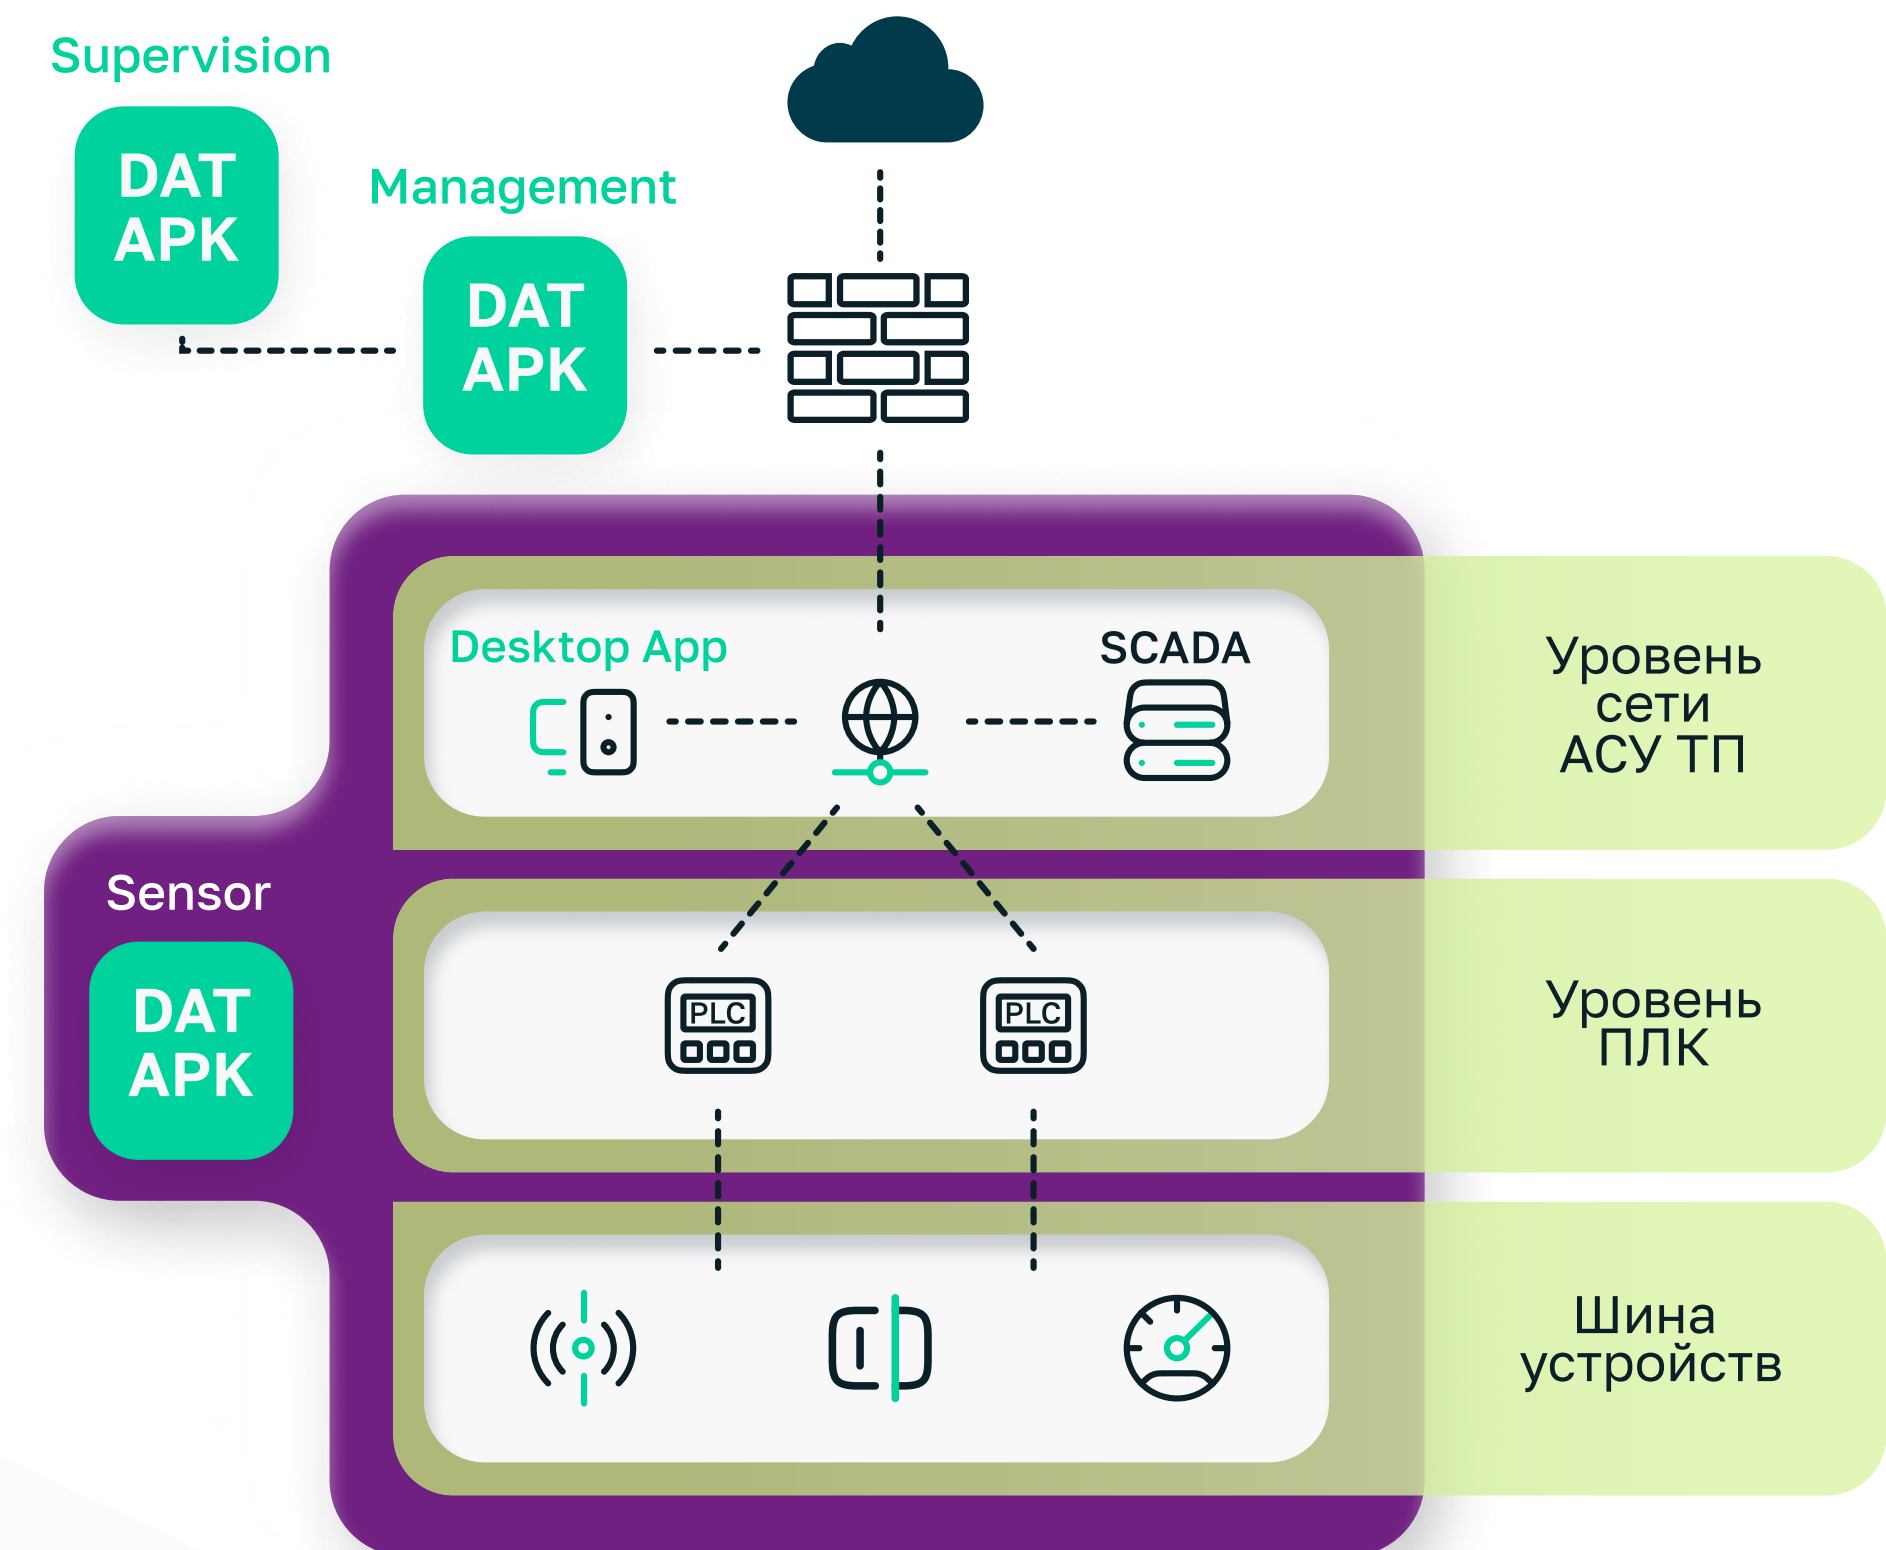 Supervision
DAT
APK
Management
DAT
APK
Desktop App
SCADA
Уровень
сети
АСУ ТП
Sensor
DAT
APK
PLC
PLC
Уровень
ПЛК
Шина
устройств